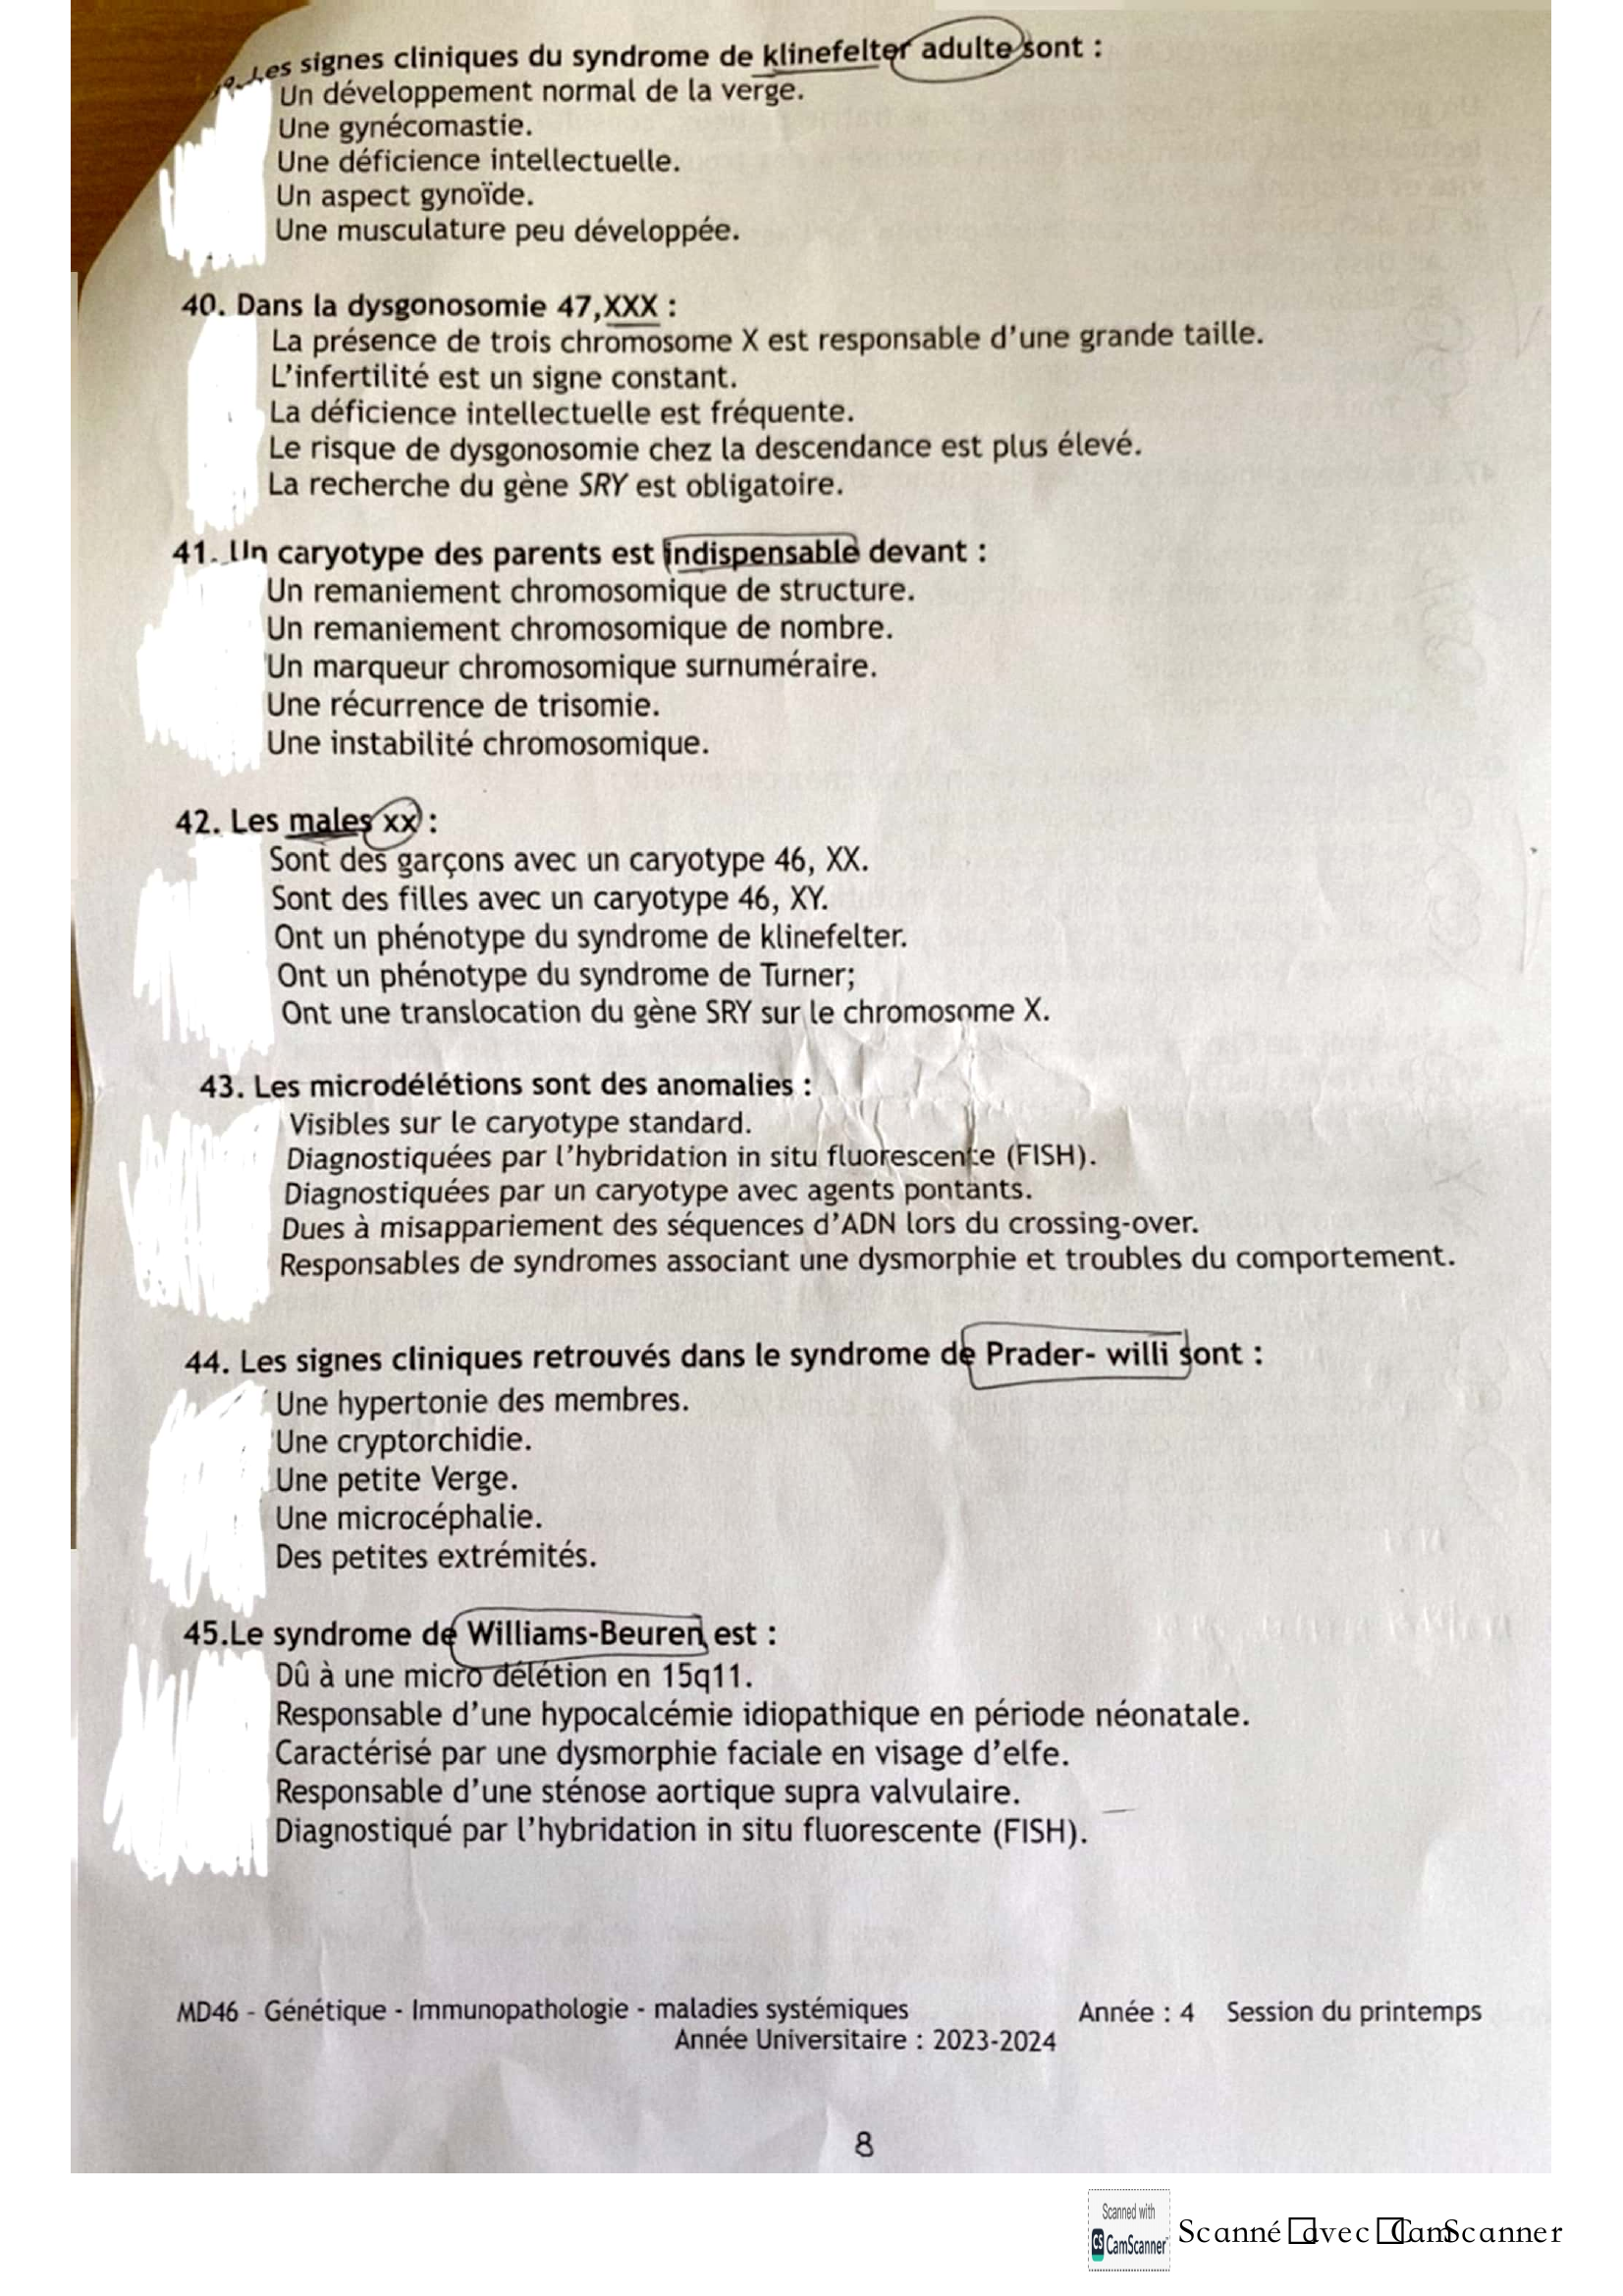 Les signes cliniques du syndrome de klinefelter adulte sont :
Un développement normal de la verge.
Une gynécomastie.
Une déficience intellectuelle.
Un aspect gynoïde.
Une musculature peu développée.
40. Dans la dysgonosomie 47,XXX :
La présence de trois chromosome X est responsable d'une grande taille.
L'infertilité est un signe constant.
La déficience intellectuelle est fréquente.
Le risque de dysgonosomie chez la descendance est plus élevé.
La recherche du gène SRY est obligatoire.
41. Un caryotype des parents est indispensable devant :
Un remaniement chromosomique de structure.
Un remaniement chromosomique de nombre.
Un marqueur chromosomique surnuméraire.
Une récurrence de trisomie.
Une instabilité chromosomique.
42. Les males xx :
Sont des garçons avec un caryotype 46, XX.
Sont des filles avec un caryotype 46, XY.
Ont un phénotype du syndrome de klinefelter.
Ont un phénotype du syndrome de Turner;
Ont une translocation du gène SRY sur le chromosome X.
43. Les microdélétions sont des anomalies :
Visibles sur le caryotype standard.
Diagnostiquées par l'hybridation in situ fluorescente (FISH).
Diagnostiquées par un caryotype avec agents pontants.
Dues à misappariement des séquences d'ADN lors du crossing-over.
Responsables de syndromes associant une dysmorphie et troubles du comportement.
44. Les signes cliniques retrouvés dans le syndrome de Prader- willi sont :
Une hypertonie des membres.
Une cryptorchidie.
Une petite Verge.
Une microcéphalie.
Des petites extrémités.
45.Le syndrome de Williams-Beuren est :
Dû à une micro délétion en 15q11.
Responsable d'une hypocalcémie idiopathique en période néonatale.
Caractérisé par une dysmorphie faciale en visage d'elfe.
Responsable d'une sténose aortique supra valvulaire.
Diagnostiqué par l'hybridation in situ fluorescente (FISH).
MD46 - Génétique - Immunopathologie - maladies systémiques Année : 4 Session du printemps
Année Universitaire : 2023-2024
8
Scanned with
CS CamScanner
Scanné avec CamScanner